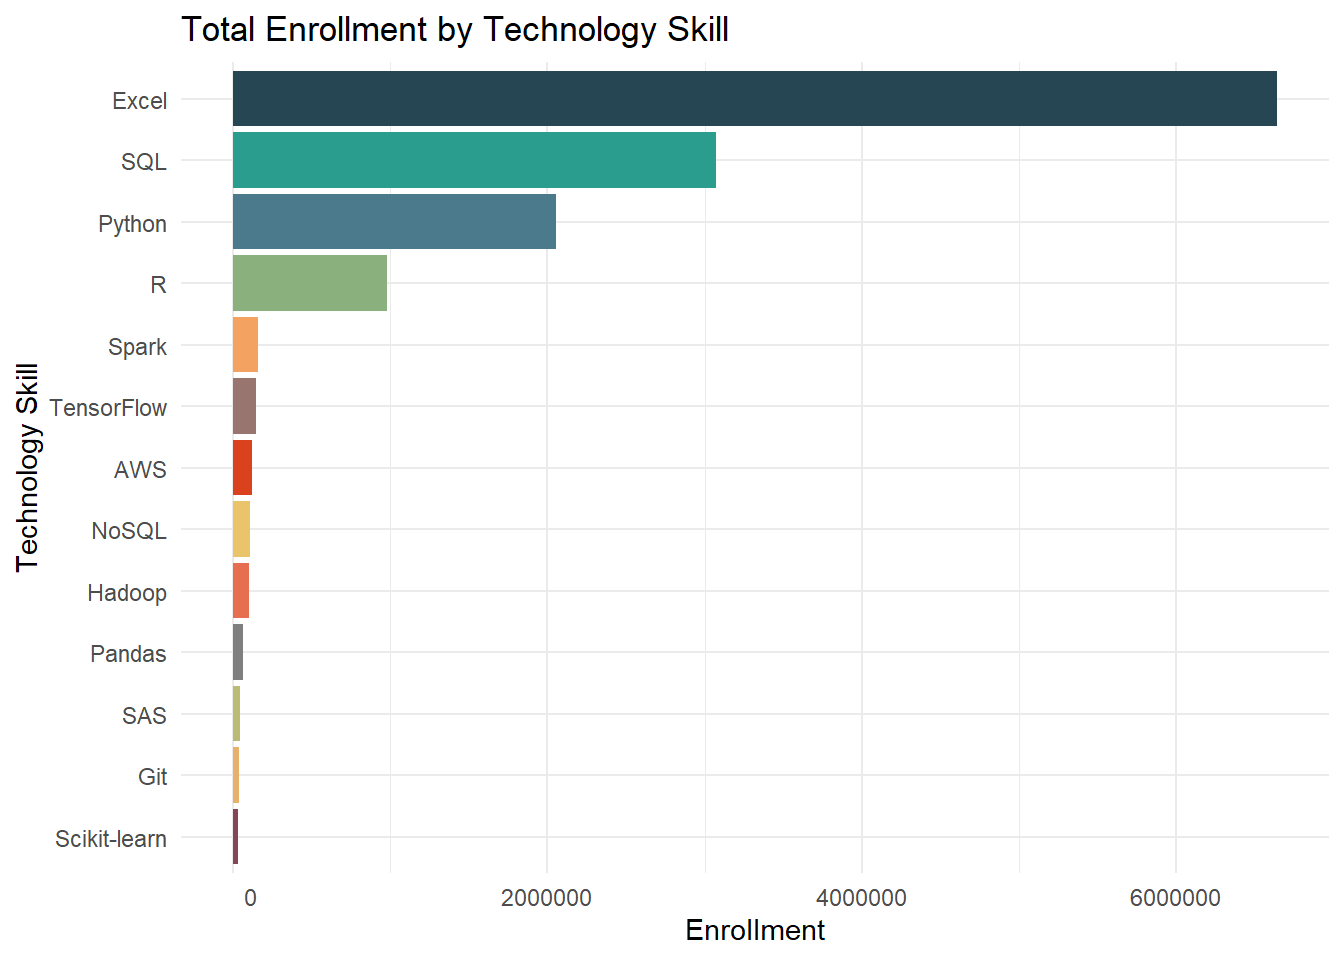 Total Enrollment by Technology Skill
Technology Skill
Excel
SQL
Python
R
Spark
TensorFlow
AWS
NoSQL
Hadoop
Pandas
SAS
Git
Scikit-learn
0 2000000 4000000 6000000
Enrollment